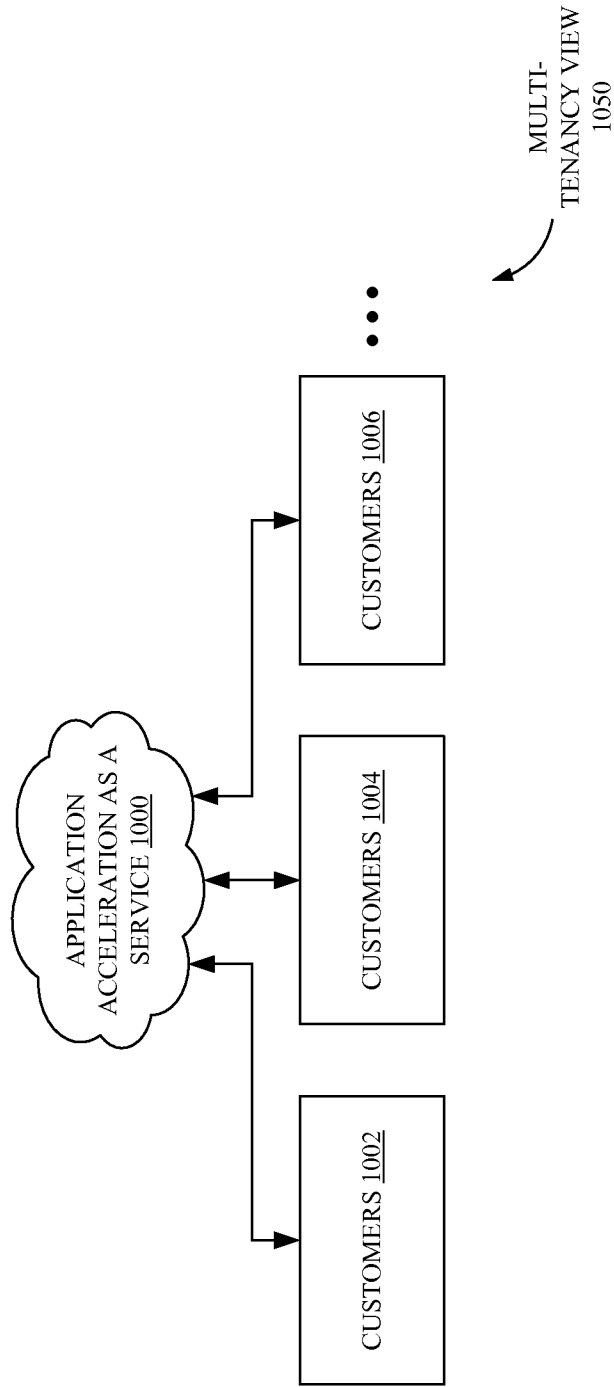 APPLICATION
ACCELERATION AS A
SERVICE 1000
CUSTOMERS 1002
CUSTOMERS 1004
CUSTOMERS 1006
MULTI-
TENANCY VIEW
1050